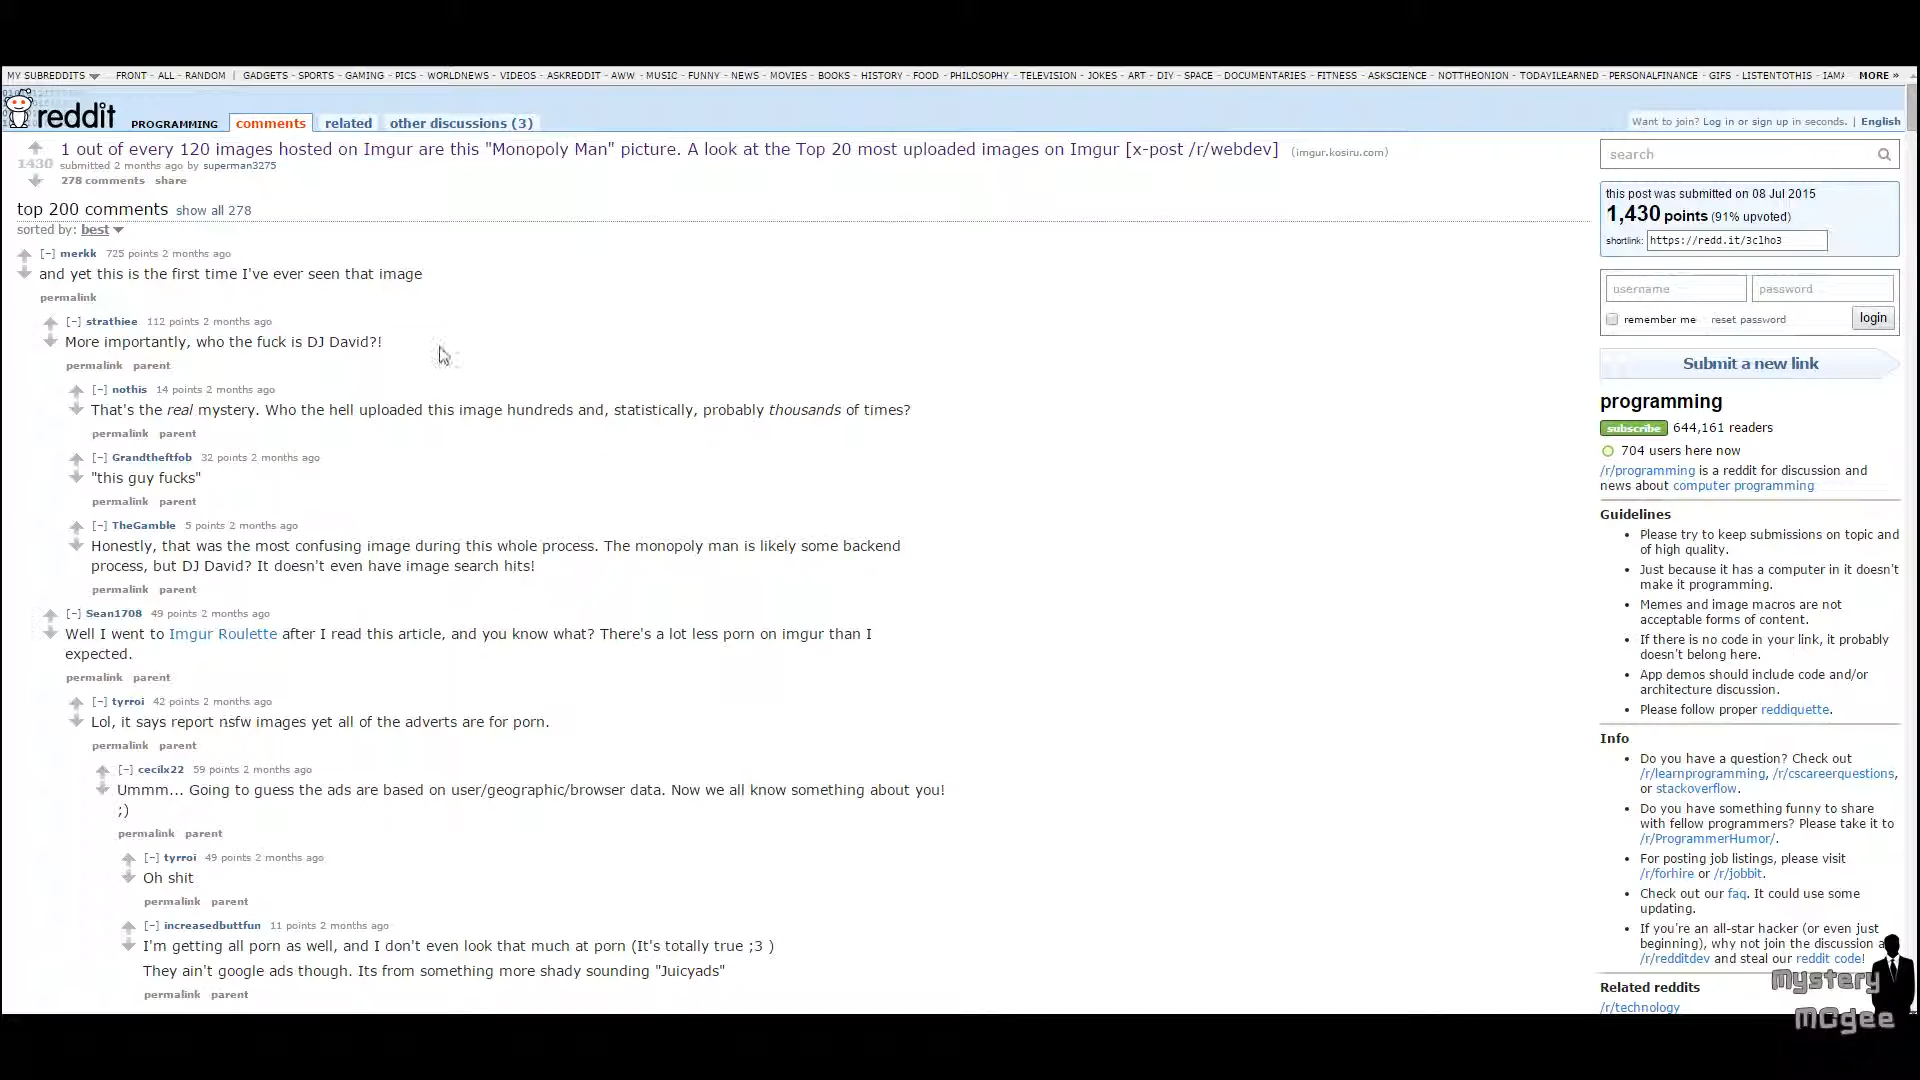 MY SUBREDDITS FRONT - ALL - RANDOM | GADGETS - SPORTS - GAMING - PICS - WORLDNEWS - VIDEOS - ASKREDDIT - AWW - MUSIC - FUNNY - NEWS - MOVIES - BOOKS - HISTORY - FOOD - PHILOSOPHY - TELEVISION - JOKES - ART - DIY - SPACE - DOCUMENTARIES - FITNESS - ASKSCIENCE - NOTTHEONION - TODAYILEARNED - PERSONALFINANCE - GIFS - LISTENTOTHIS - IAMA MORE »
reddit PROGRAMMING comments related other discussions (3)
Want to join? Log in or sign up in seconds. | English
1 out of every 120 images hosted on Imgur are this "Monopoly Man" picture. A look at the Top 20 most uploaded images on Imgur [x-post /r/webdev] (imgur.kosiru.com)
1430 submitted 2 months ago by superman3275
278 comments share
top 200 comments show all 278
sorted by: best
[–] merkk 725 points 2 months ago
and yet this is the first time I've ever seen that image
permalink
[–] strathiee 112 points 2 months ago
More importantly, who the fuck is DJ David?!
permalink parent
[–] nothis 14 points 2 months ago
That's the real mystery. Who the hell uploaded this image hundreds and, statistically, probably thousands of times?
permalink parent
[–] Grandtheftfob 32 points 2 months ago
"this guy fucks"
permalink parent
[–] TheGamble 5 points 2 months ago
Honestly, that was the most confusing image during this whole process. The monopoly man is likely some backend
process, but DJ David? It doesn't even have image search hits!
permalink parent
[–] Sean1708 49 points 2 months ago
Well I went to Imgur Roulette after I read this article, and you know what? There's a lot less porn on imgur than I
expected.
permalink parent
[–] tyrroi 42 points 2 months ago
Lol, it says report nsfw images yet all of the adverts are for porn.
permalink parent
[–] cecilx22 59 points 2 months ago
Ummm... Going to guess the ads are based on user/geographic/browser data. Now we all know something about you!
;)
permalink parent
[–] tyrroi 49 points 2 months ago
Oh shit
permalink parent
[–] increasedbuttfun 11 points 2 months ago
I'm getting all porn as well, and I don't even look that much at porn (It's totally true ;3 )
They ain't google ads though. Its from something more shady sounding "Juicyads"
permalink parent
search
this post was submitted on 08 Jul 2015
1,430 points (91% upvoted)
shortlink: https://redd.it/3clho3
username password
remember me reset password login
Submit a new link
programming
subscribe 644,161 readers
704 users here now
/r/programming is a reddit for discussion and
news about computer programming
Guidelines
• Please try to keep submissions on topic and
of high quality.
• Just because it has a computer in it doesn't
make it programming.
• Memes and image macros are not
acceptable forms of content.
• If there is no code in your link, it probably
doesn't belong here.
• App demos should include code and/or
architecture discussion.
• Please follow proper reddiquette.
Info
• Do you have a question? Check out
/r/learnprogramming, /r/cscareerquestions,
or stackoverflow.
• Do you have something funny to share
with fellow programmers? Please take it to
/r/ProgrammerHumor/.
• For posting job listings, please visit
/r/forhire or /r/jobbit.
• Check out our faq. It could use some
updating.
• If you're an all-star hacker (or even just
beginning), why not join the discussion a
/r/redditdev and steal our reddit code!
Related reddits
/r/technology
Mystery
MCgee